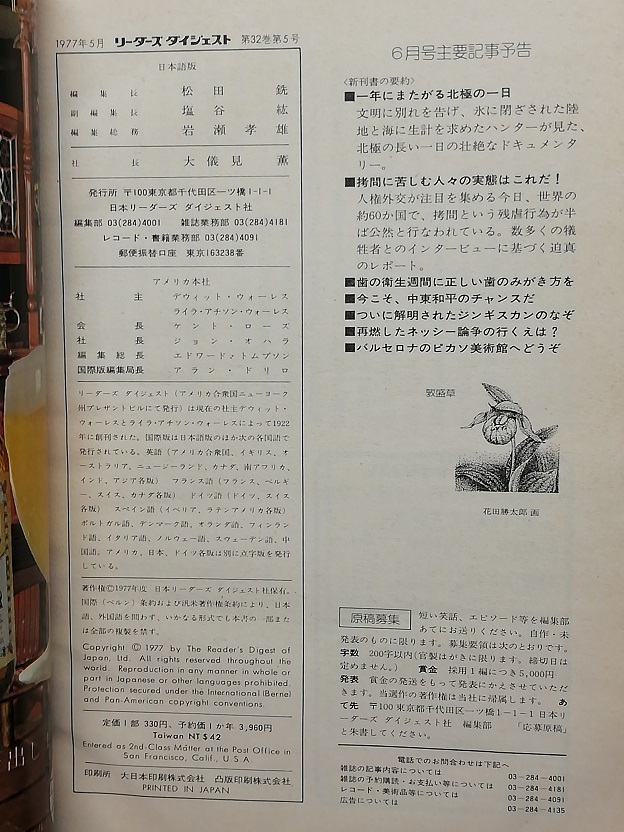 1977年5月 リーダーズ ダイジェスト 第32巻第5号
日本語版
編集長 松田 銑
副編集長 塩谷 紘
編集総務 岩瀬孝雄
社長 大儀見 薫
発行所 〒100東京都千代田区一ツ橋1-1-1
日本リーダーズ ダイジェスト社
編集部 03(284)4001 雑誌業務部 03(284)4181
レコード・書籍業務部 03(284)4091
郵便振替口座 東京163238番
アメリカ本社
社主 デウィット・ウォーレス
ライラ・アチソン・ウォーレス
会長 ケント・ローズ
社長 ジョン・オハラ
編集総長 エドワード・トムプソン
国際版編集局長 アラン・ドリロ
リーダーズ ダイジェスト(アメリカ合衆国ニューヨーク
州プレザントビルにて発行)は現在の社主デウィット・
ウォーレスとライラ・アチソン・ウォーレスによって1922
年に創刊された。国際版は日本語版のほか次の各国語で
発行されている。英語(アメリカ合衆国、イギリス、オ
ーストラリア、ニュージーランド、カナダ、南アフリカ、
インド、アジア各版) フランス語(フランス、ベルギ
ー、スイス、カナダ各版) ドイツ語(ドイツ、スイス
各版) スペイン語(イベリア、ラテンアメリカ各版)
ポルトガル語、デンマーク語、オランダ語、フィンラン
ド語、イタリア語、ノルウェー語、スウェーデン語、中
国語。アメリカ、日本、ドイツ各版は別に点字版を発行
している。
著作権©1977年度 日本リーダーズ ダイジェスト社保有。
国際(ベルン)条約および汎米著作権条約により、日本
語、外国語を問わず、いかなる形式でも本書の一部また
は全部の複製を禁ず。
Copyright © 1977 by The Reader's Digest of
Japan, Ltd. All rights reserved throughout the
world. Reproduction in any manner in whole or
part in Japanese or other languages prohibited.
Protection secured under the International (Berne)
and Pan-American copyright conventions.
定価1部 330円、予約価1か年 3,960円
Taiwan NT$42
Entered as 2nd-Class Matter at the Post Office in
San Francisco, Calif., U.S.A
印刷所 大日本印刷株式会社 凸版印刷株式会社
PRINTED IN JAPAN
6月号主要記事予告
〈新刊書の要約〉
■一年にまたがる北極の一日
文明に別れを告げ、氷に閉ざされた陸
地と海に生計を求めたハンターが見た、
北極の長い一日の壮絶なドキュメンタ
リー。
■拷問に苦しむ人々の実態はこれだ!
人権外交が注目を集める今日、世界の
約60か国で、拷問という残虐行為が半
ば公然と行なわれている。数多くの犠
牲者とのインタービューに基づく迫真
のレポート。
■歯の衛生週間に正しい歯のみがき方を
■今こそ、中東和平のチャンスだ
■ついに解明されたジンギスカンのなぞ
■再燃したネッシー論争の行くえは?
■バルセロナのピカソ美術館へどうぞ
敦盛草
花田勝太郎 画
原稿募集 短い笑話、エピソード等を編集部
あてにお送りください。自作・未
発表のものに限ります。募集要領は次のとおりです。
字数 200字以内(官製はがきに限ります。締切日は
定めません。) 賞金 採用1編につき5,000円
発表 賞金の発送をもって発表にかえさせていただ
きます。当選作の著作権は当社に帰属します。 あ
て先 〒100 東京都千代田区一ツ橋1-1-1 日本リ
ーダーズ ダイジェスト社 編集部 「応募原稿」
と朱書してください。
電話でのお問合わせは下記へ
雑誌の記事内容については 03-284-4001
雑誌の予約購読・お支払い等については 03-284-4181
レコード・美術品等については 03-284-4091
広告については 03-284-4135